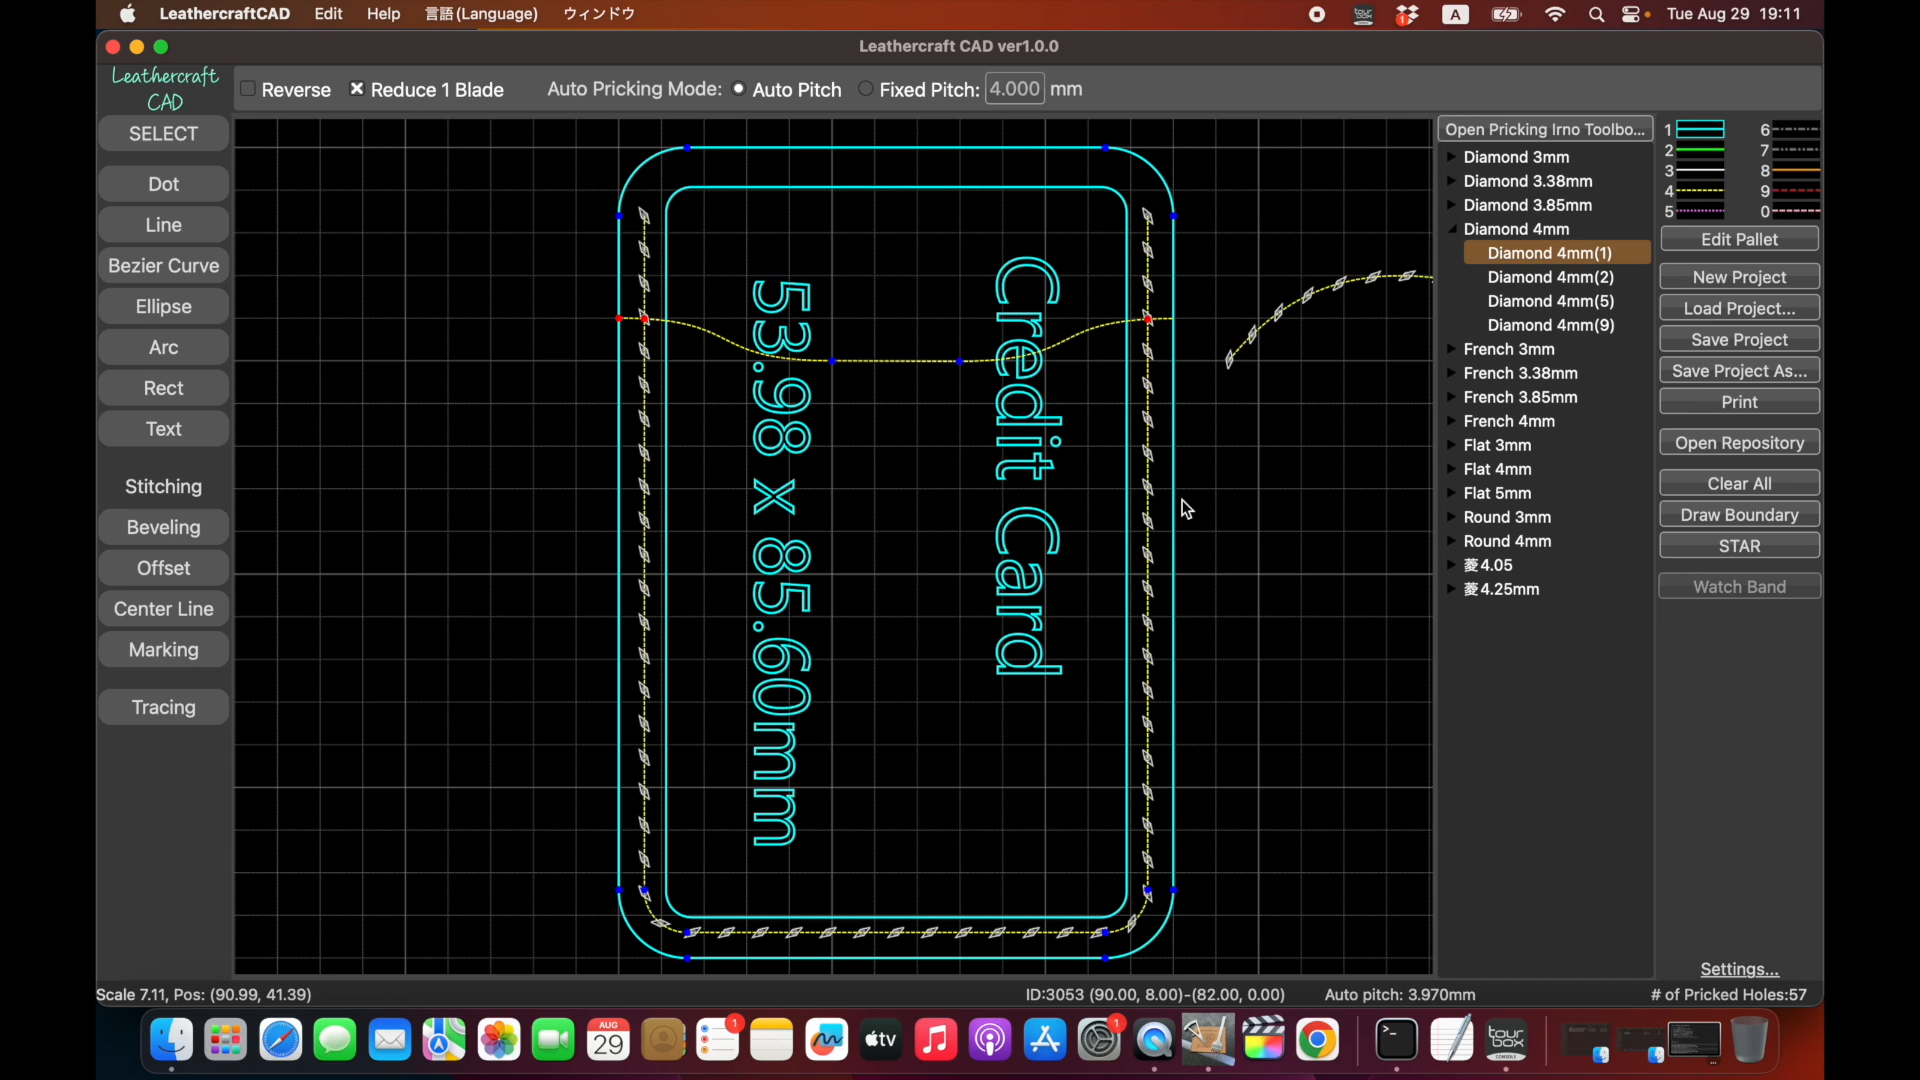 LeathercraftCAD Edit Help 言語(Language) ウィンドウ
A
Tue Aug 29 19:11
Leathercraft CAD ver1.0.0
Leathercraft
CAD
Reverse Reduce 1 Blade Auto Pricking Mode: Auto Pitch Fixed Pitch: 4.000 mm
SELECT
Dot
Line
Bezier Curve
Ellipse
Arc
Rect
Text
Stitching
Beveling
Offset
Center Line
Marking
Tracing
Credit Card
53.98 x 85.60mm
Open Pricking Irno Toolbo...
Diamond 3mm
Diamond 3.38mm
Diamond 3.85mm
Diamond 4mm
Diamond 4mm(1)
Diamond 4mm(2)
Diamond 4mm(5)
Diamond 4mm(9)
French 3mm
French 3.38mm
French 3.85mm
French 4mm
Flat 3mm
Flat 4mm
Flat 5mm
Round 3mm
Round 4mm
菱4.05
菱4.25mm
1 6
2 7
3 8
4 9
5 0
Edit Pallet
New Project
Load Project...
Save Project
Save Project As...
Print
Open Repository
Clear All
Draw Boundary
STAR
Watch Band
Settings...
Scale 7.11, Pos: (90.99, 41.39)
ID:3053 (90.00, 8.00)-(82.00, 0.00) Auto pitch: 3.970mm # of Pricked Holes:57
AUG
29
1
tv
1
tour
box
CONSOLE